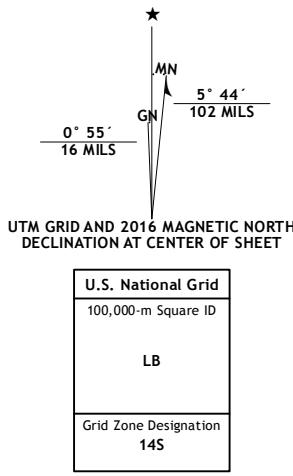 MN
GN
5° 44´
102 MILS
0° 55´
16 MILS
UTM GRID AND 2016 MAGNETIC NORTH
DECLINATION AT CENTER OF SHEET
U.S. National Grid
100,000-m Square ID
LB
Grid Zone Designation
14S